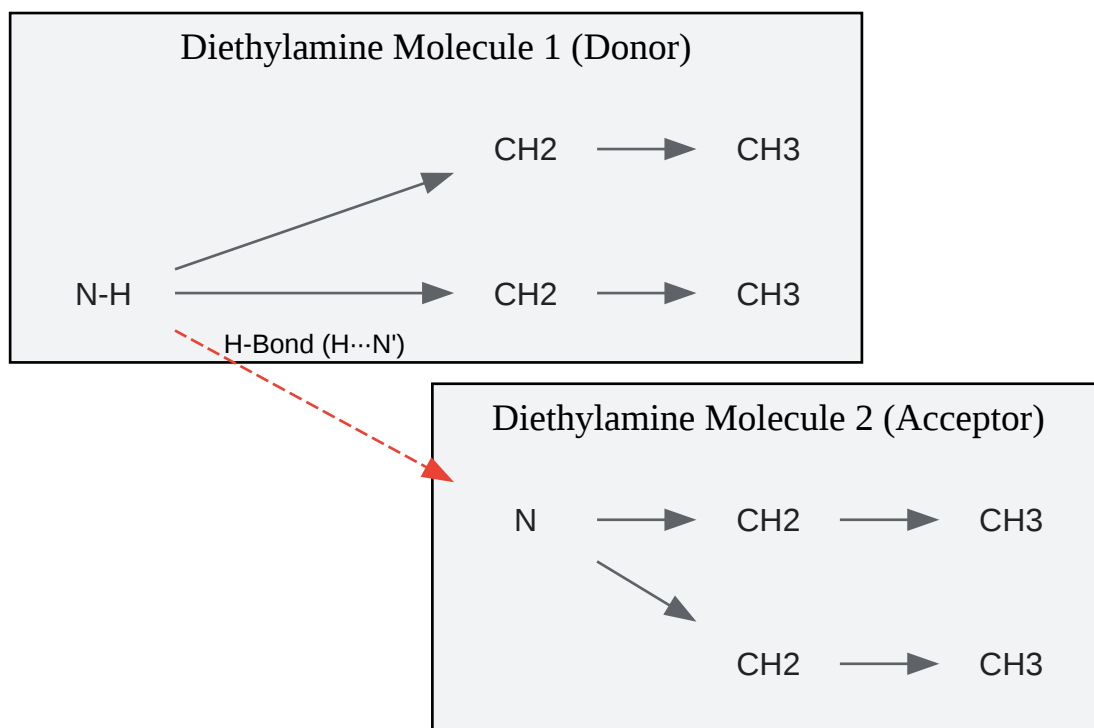 Diethylamine Molecule 1 (Donor)
CH2 CH3
N-H CH2 CH3
H-Bond (H···N')
Diethylamine Molecule 2 (Acceptor)
N CH2 CH3
CH2 CH3